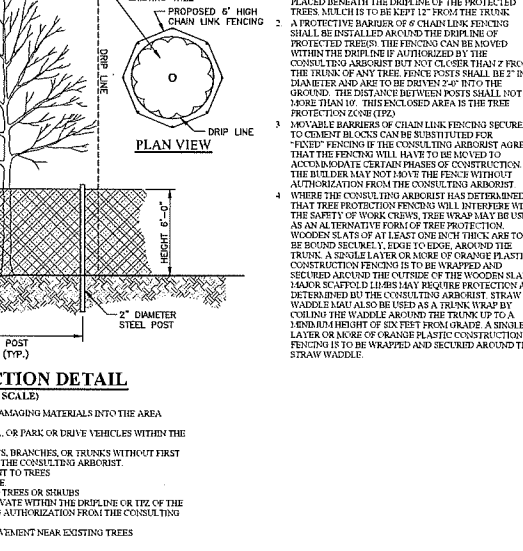 PROPOSED 6' HIGH
CHAIN LINK FENCING
DRIP LINE
DRIP LINE
PLAN VIEW
HEIGHT 6'-0"
2" DIAMETER
STEEL POST
POST
(TYP.)
CTION DETAIL
SCALE)
AMAGING MATERIALS INTO THE AREA
, OR PARK OR DRIVE VEHICLES WITHIN THE
S, BRANCHES, OR TRUNKS WITHOUT FIRST
THE CONSULTING ARBORIST.
IT TO TREES
E.
TREES OR SHRUBS
VATE WITHIN THE DRIPLINE OR TPZ OF THE
AUTHORIZATION FROM THE CONSULTING
VEMENT NEAR EXISTING TREES
PLACED BENEATH THE DRIPLINE OF THE PROTECTED
TREES. MULCH IS TO BE KEPT 12" FROM THE TRUNK
2. A PROTECTIVE BARIJER OF 6' CHAIN LINK FENCING
SHALL BE INSTALLED AROUND THE DRIPLINE OF
PROTECTED TREE(S). THE FENCING CAN BE MOVED
WITHIN THE DRIPLINE IF AUTHORIZED BY THE
CONSULTING ARBORIST BUT NOT CLOSER THAN 2' FRO
THE TRUNK OF ANY TREE. FENCE POSTS SHALL BE 2" IN
DIAMETER AND ARE TO BE DRIVEN 2'-0" INTO THE
GROUND. THE DISTANCE BETWEEN POSTS SHALL NOT
MORE THAN 10'. THIS ENCLOSED AREA IS THE TREE
PROTECTION ZONE (TPZ)
3 MOVABLE BARRIERS OF CHAIN LINK FENCING SECURE
TO CEMENT BLOCKS CAN BE SUBSTITUTED FOR
"FIXED" FENCING IF THE CONSULTING ARBORIST AGRE
THAT THE FENCING WILL HAVE TO BE MOVED TO
ACCOMMODATE CERTAIN PHASES OF CONSTRUCTION.
THE BUILDER MAY NOT MOVE THE FENCE WITHOUT
AUTHORIZATION FROM THE CONSULTING ARBORIST.
4 WHERE THE CONSULTING ARBORIST HAS DETERMINED
THAT TREE PROTECTION FENCING WILL INTERFERE WI
THE SAFETY OF WORK CREWS, TREE WRAP MAY BE USE
AS AN ALTERNATIVE FORM OF TREE PROTECTION.
WOODEN SLATS OF AT LEAST ONE INCH THICK ARE TO
BE BOUND SECURELY, EDGE TO EDGE, AROUND THE
TRUNK. A SINGLE LAYER OR MORE OF ORANGE PLASTI
CONSTRUCTION FENCING IS TO BE WRAPPED AND
SECURED AROUND THE OUTSIDE OF THE WOODEN SLA
MAJOR SCAFFOLD LIMBS MAY REQUIRE PROTECTION A
DETERMINED BU THE CONSULTING ARBORIST. STRAW
WADDLE MAU ALSO BE USED AS A TRUNK WRAP BY
COILING THE WADDLE AROUND THE TRUNK UP TO A
MINIMUM HEIGHT OF SIX FEET FROM GRADE. A SINGLE
LAYER OR MORE OF ORANGE PLASTIC CONSTRUCTION
FENCING IS TO BE WRAPPED AND SECURED AROUND T
STRAW WADDLE.